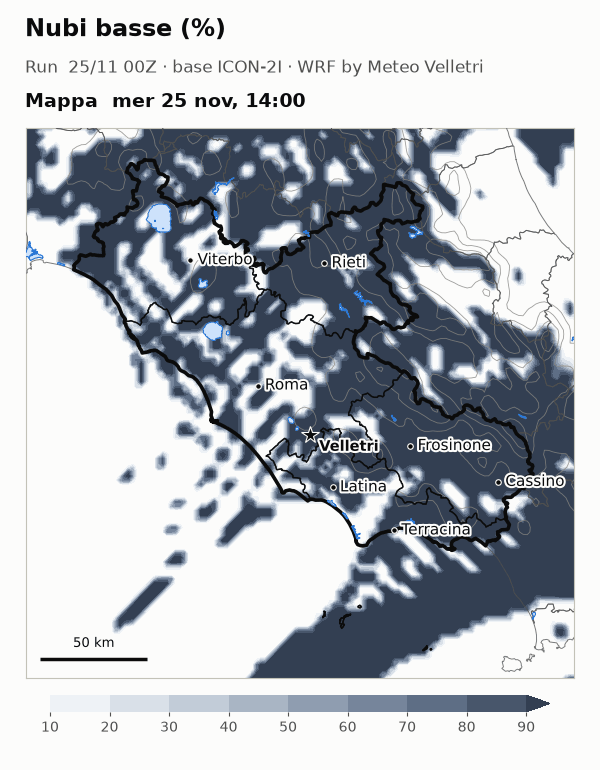 Nubi basse (%)
Run  25/11 00Z · base ICON-2I · WRF by Meteo Velletri
Mappa  mer 25 nov, 14:00
Viterbo
Rieti
Roma
Velletri
Frosinone
Cassino
Latina
Terracina
50 km
10 20 30 40 50 60 70 80 90